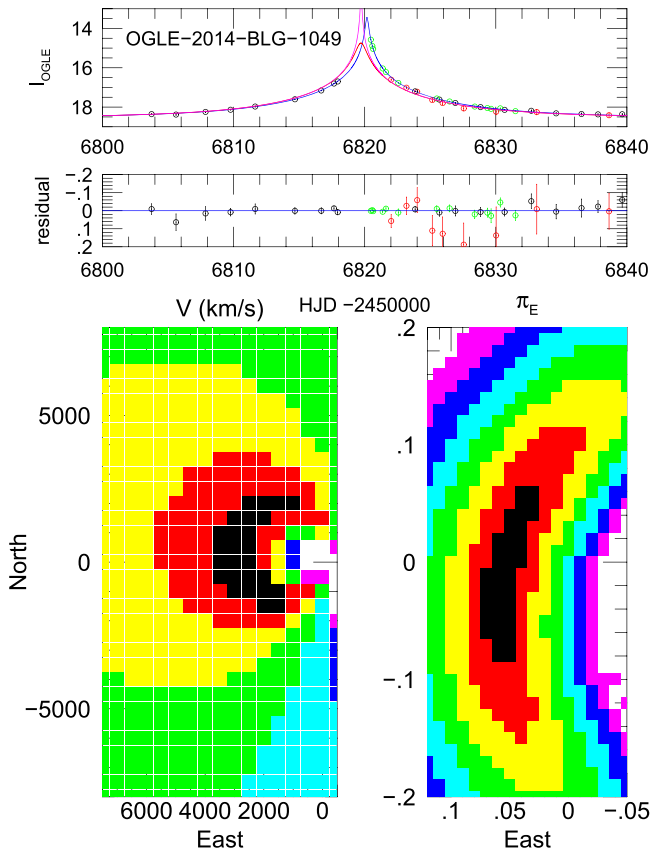 14
16
18
I_OGLE
OGLE−2014−BLG−1049
6800 6810 6820 6830 6840
−.2
−.1
0
.1
.2
residual
6800 6810 6820 6830 6840
V (km/s)
HJD −2450000
π_E
5000
0
−5000
North
6000 4000 2000 0
East
.2
.1
0
−.1
−.2
.1 .05 0 −.05
East